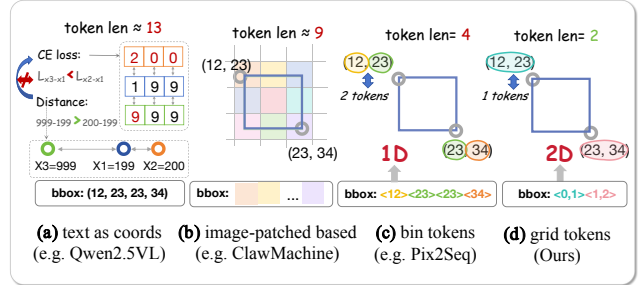 token len ≈ 13
CE loss:
2 0 0
L x3-x1 < L x2-x1
1 9 9
Distance:
9 9 9
999-199 > 200-199
X3=999 X1=199 X2=200
bbox: (12, 23, 23, 34)
(a) text as coords
(e.g. Qwen2.5VL)
token len ≈ 9
(12, 23)
(23, 34)
bbox: ...
(b) image-patched based
(e.g. ClawMachine)
token len= 4
(12, 23)
2 tokens
1D
(23, 34)
bbox: <12><23><23><34>
(c) bin tokens
(e.g. Pix2Seq)
token len= 2
(12, 23)
1 tokens
2D
(23, 34)
bbox: <0,1><1,2>
(d) grid tokens
(Ours)